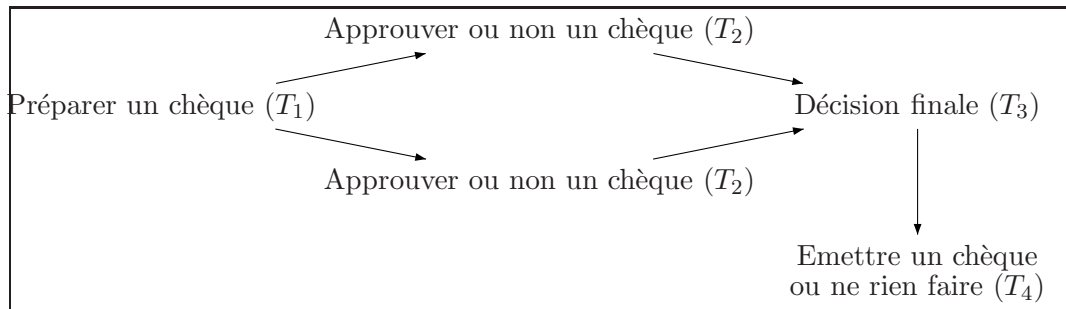 Approuver ou non un chèque (T₂)
Préparer un chèque (T₁)
Décision finale (T₃)
Approuver ou non un chèque (T₂)
Emettre un chèque
ou ne rien faire (T₄)